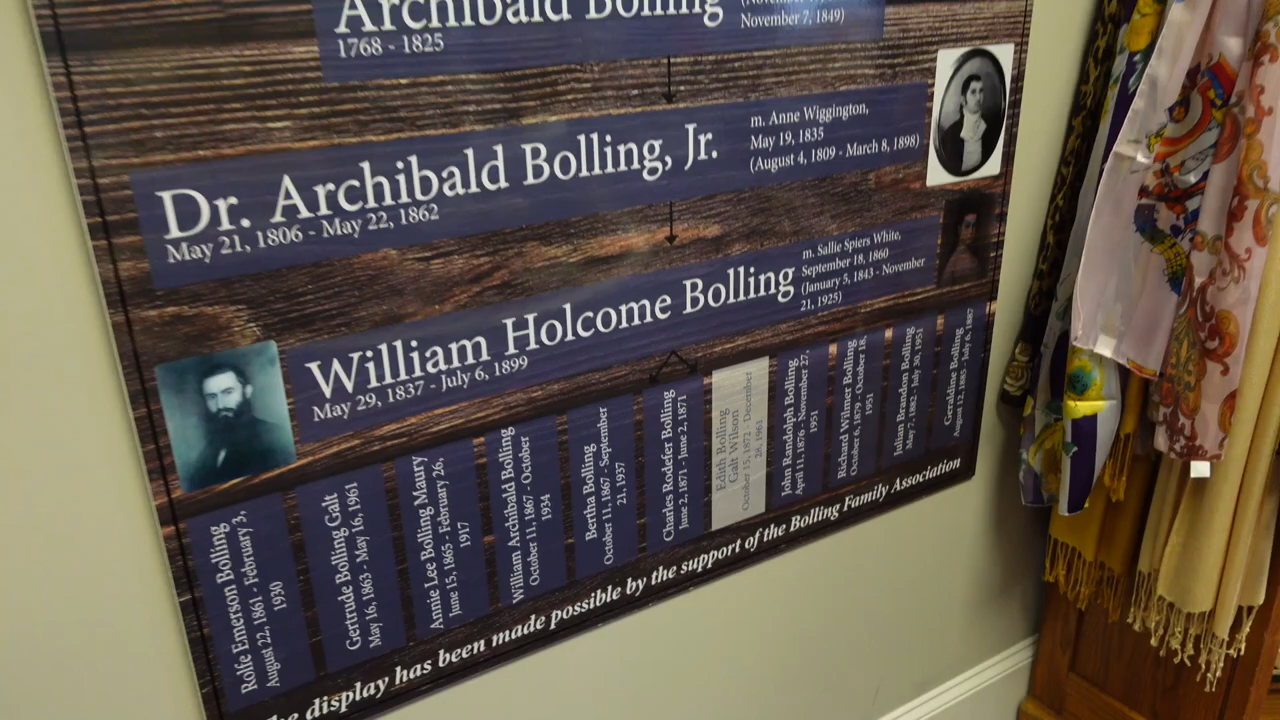 Archibald Bolling
1768 - 1825
November 7, 1849)
Dr. Archibald Bolling, Jr.
May 21, 1806 - May 22, 1862
m. Anne Wiggington,
May 19, 1835
(August 4, 1809 - March 8, 1898)
William Holcome Bolling
May 29, 1837 - July 6, 1899
m. Sallie Spiers White,
September 18, 1860
(January 5, 1843 - November
21, 1925)
Rolfe Emerson Bolling
August 22, 1861 - February 3,
1930
Gertrude Bolling Galt
May 16, 1863 - May 16, 1961
Annie Lee Bolling Maury
June 15, 1865 - February 26,
1917
William Archibald Bolling
October 11, 1867 - October
1934
Bertha Bolling
October 11, 1867 - September
21, 1937
Charles Rodefer Bolling
June 2, 1871 - June 2, 1871
Edith Bolling
Galt Wilson
October 15, 1872 - December
28, 1961
John Randolph Bolling
April 11, 1876 - November 27,
1951
Richard Wilmer Bolling
October 6, 1879 - October 18,
1951
Julian Brandon Bolling
May 7, 1882 - July 30, 1951
Geraldine Bolling
August 12, 1885 - July 6, 1887
display has been made possible by the support of the Bolling Family Association